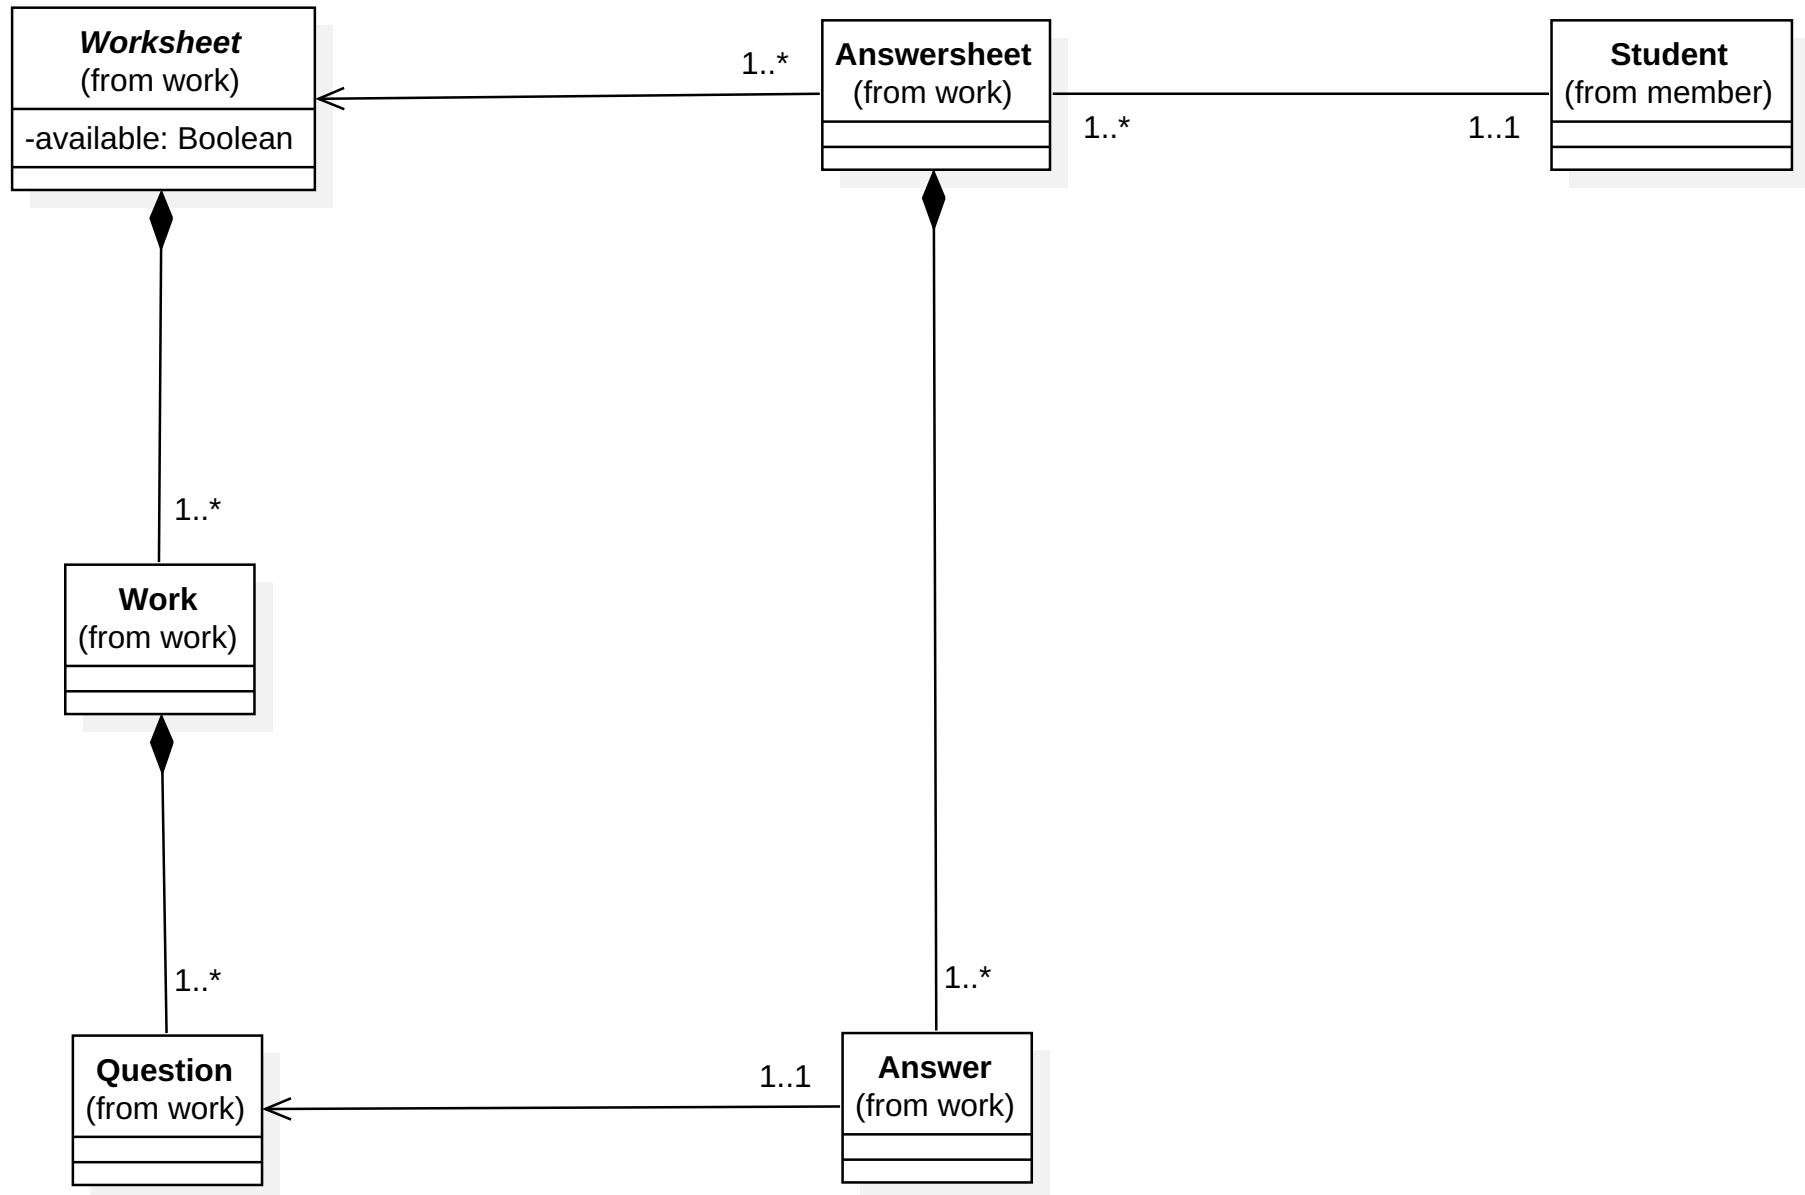 Worksheet
(from work)
-available: Boolean
1..*
Answersheet
(from work)
1..*
1..1
Student
(from member)
1..*
Work
(from work)
1..*
1..*
Question
(from work)
1..1
Answer
(from work)